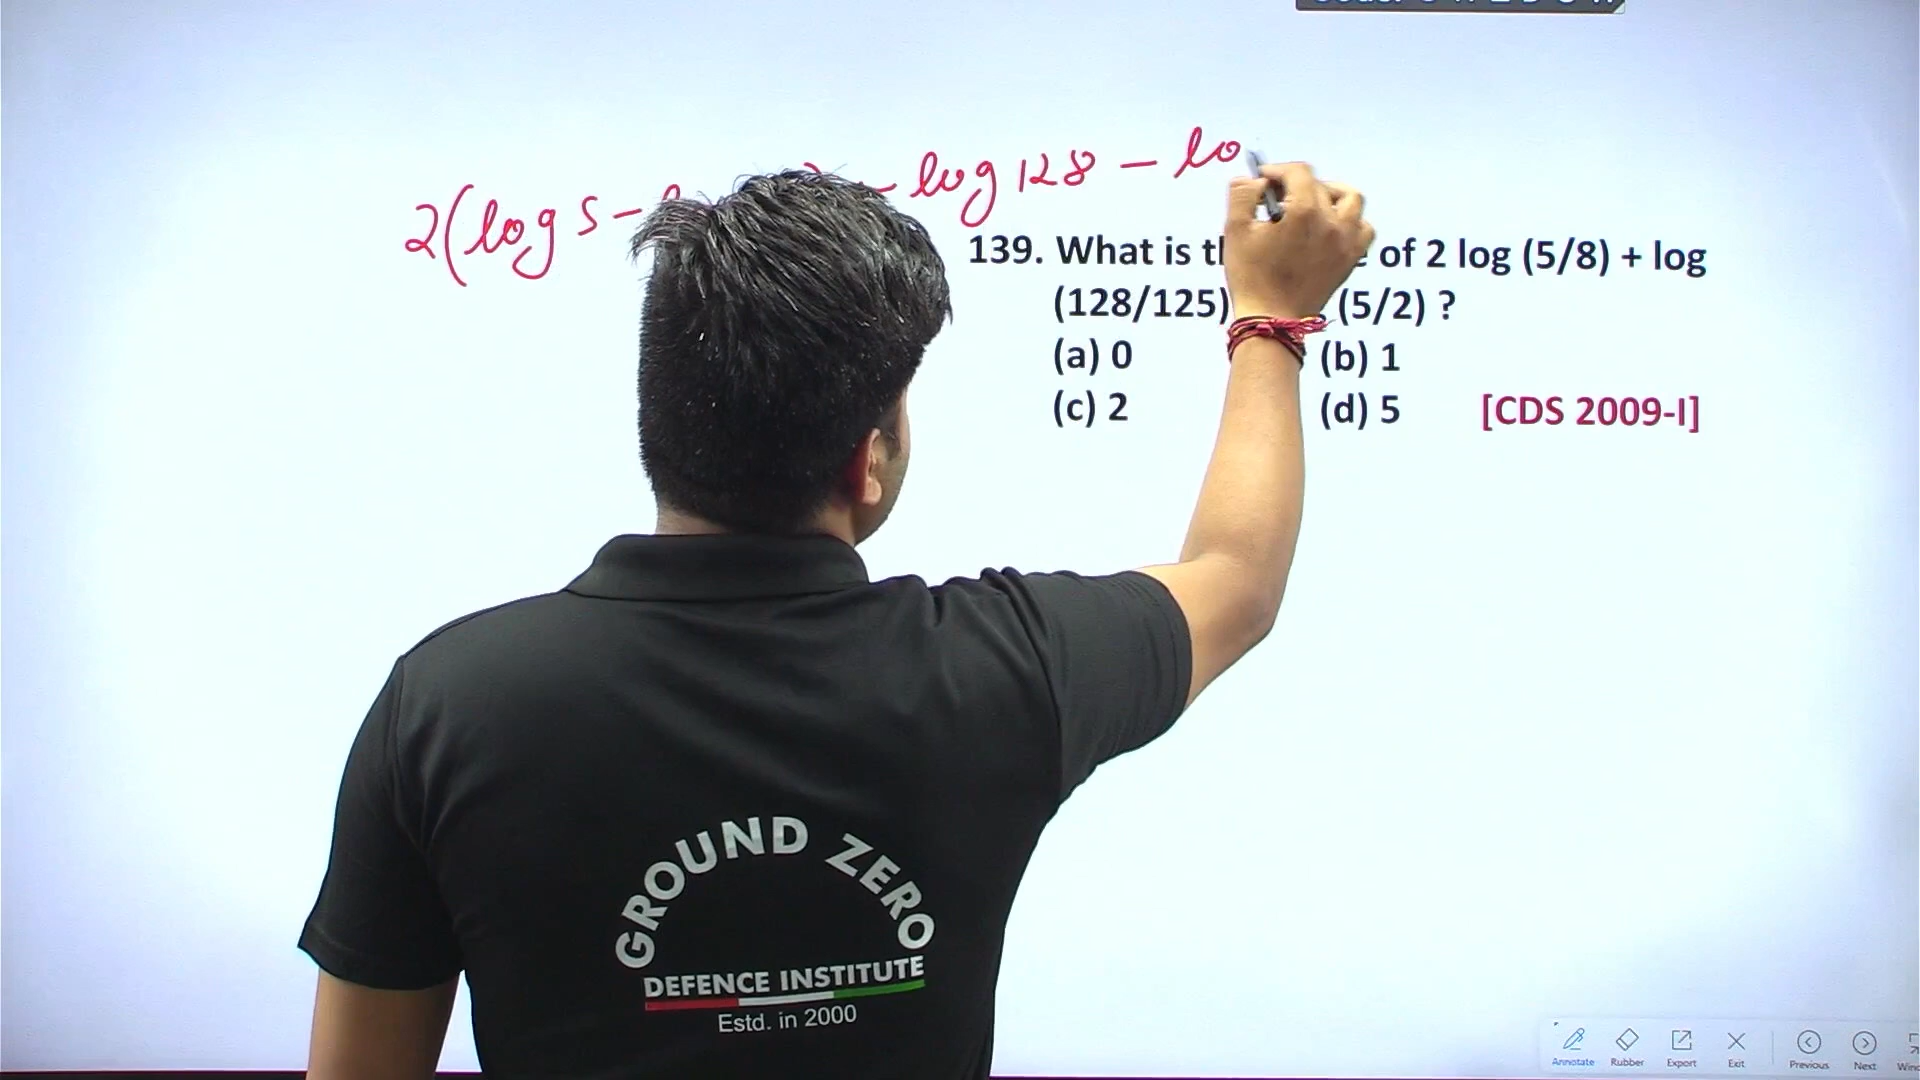 2(log 5 - - log 128 - lo
139. What is of 2 log (5/8) + log
(128/125) (5/2) ?
(a) 0 (b) 1
(c) 2 (d) 5 [CDS 2009-I]
GROUND ZERO
DEFENCE INSTITUTE
Estd. in 2000
Annotate Rubber Export Exit Previous Next